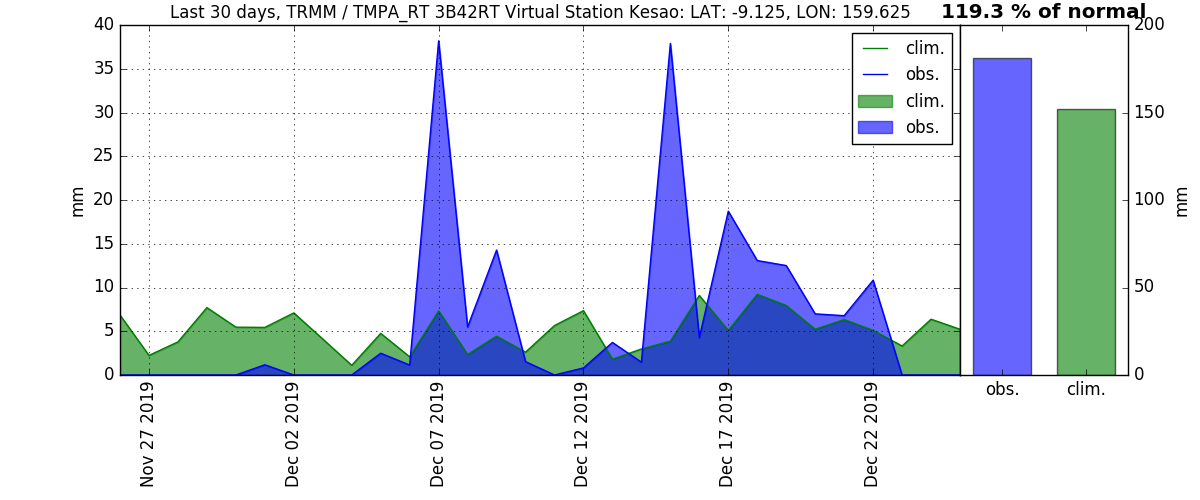 Last 30 days, TRMM / TMPA_RT 3B42RT Virtual Station Kesao: LAT: -9.125, LON: 159.625
119.3 % of normal
40
35
30
25
20
15
10
5
0
mm
clim.
obs.
clim.
obs.
200
150
100
50
0
mm
obs.
clim.
Nov 27 2019
Dec 02 2019
Dec 07 2019
Dec 12 2019
Dec 17 2019
Dec 22 2019